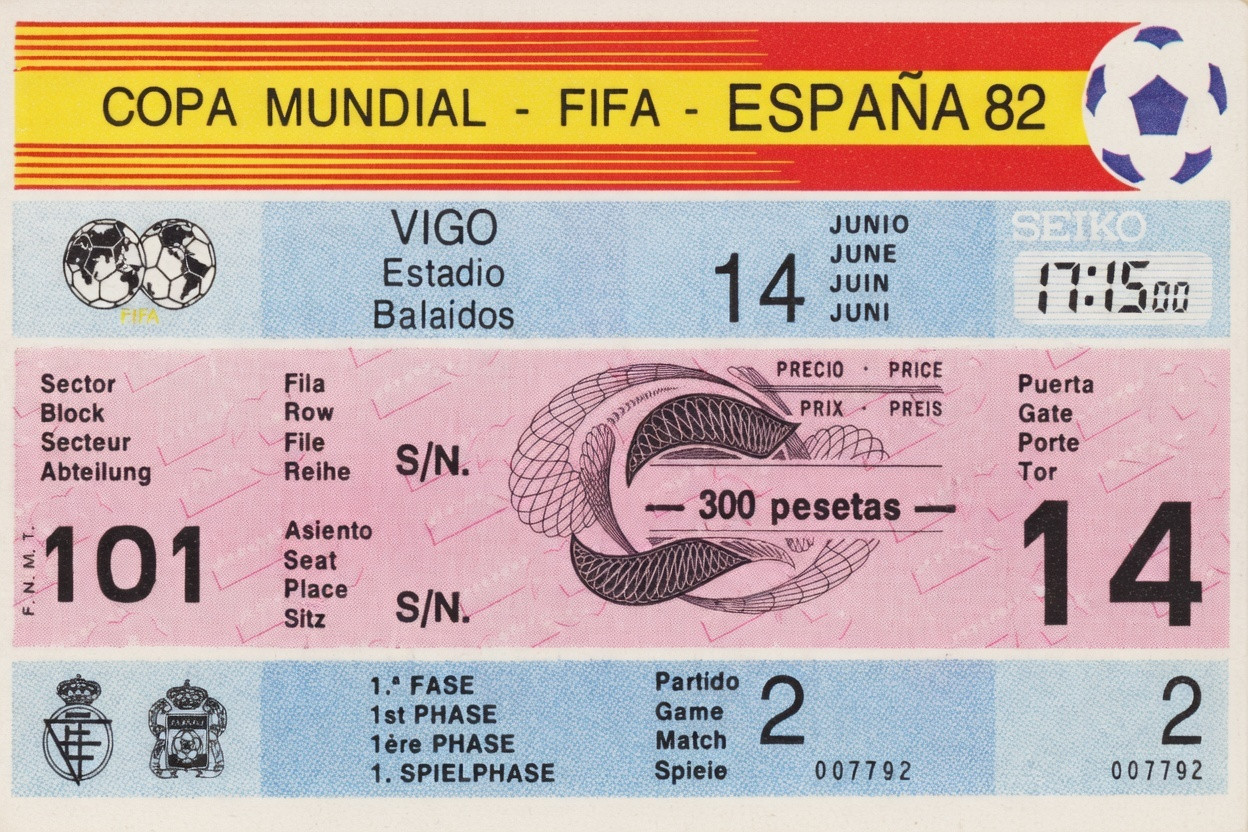 COPA MUNDIAL - FIFA - ESPAÑA 82
FIFA
VIGO
Estadio
Balaidos
14
JUNIO
JUNE
JUIN
JUNI
SEIKO
17:15 00
Sector
Block
Secteur
Abteilung
101
F. N. M. T.
Fila
Row
File
Reihe
S/N.
Asiento
Seat
Place
Sitz
S/N.
PRECIO · PRICE
PRIX · PREIS
— 300 pesetas —
Puerta
Gate
Porte
Tor
14
1.ª FASE
1st PHASE
1ère PHASE
1. SPIELPHASE
Partido
Game
Match
Spieie
2
007792
2
007792